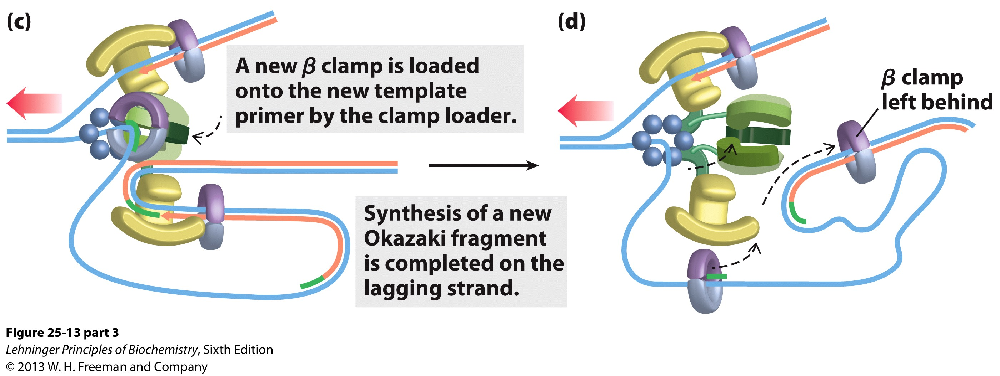 (c)
A new β clamp is loaded
onto the new template
primer by the clamp loader.
Synthesis of a new
Okazaki fragment
is completed on the
lagging strand.
(d)
β clamp
left behind
FIgure 25-13 part 3
Lehninger Principles of Biochemistry, Sixth Edition
© 2013 W. H. Freeman and Company